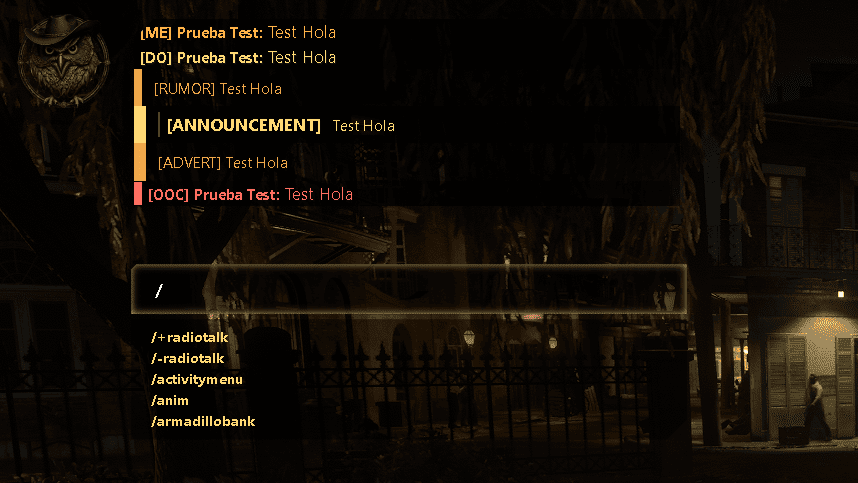 [ME] Prueba Test: Test Hola
[DO] Prueba Test: Test Hola
[RUMOR] Test Hola
[ANNOUNCEMENT] Test Hola
[ADVERT] Test Hola
[OOC] Prueba Test: Test Hola
/
/+radiotalk
/-radiotalk
/activitymenu
/anim
/armadillobank